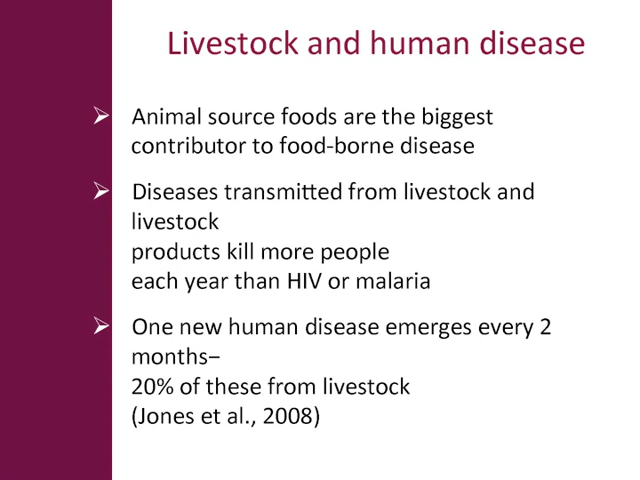 Livestock and human disease
Animal source foods are the biggest
contributor to food-borne disease
Diseases transmitted from livestock and
livestock
products kill more people
each year than HIV or malaria
One new human disease emerges every 2
months–
20% of these from livestock
(Jones et al., 2008)